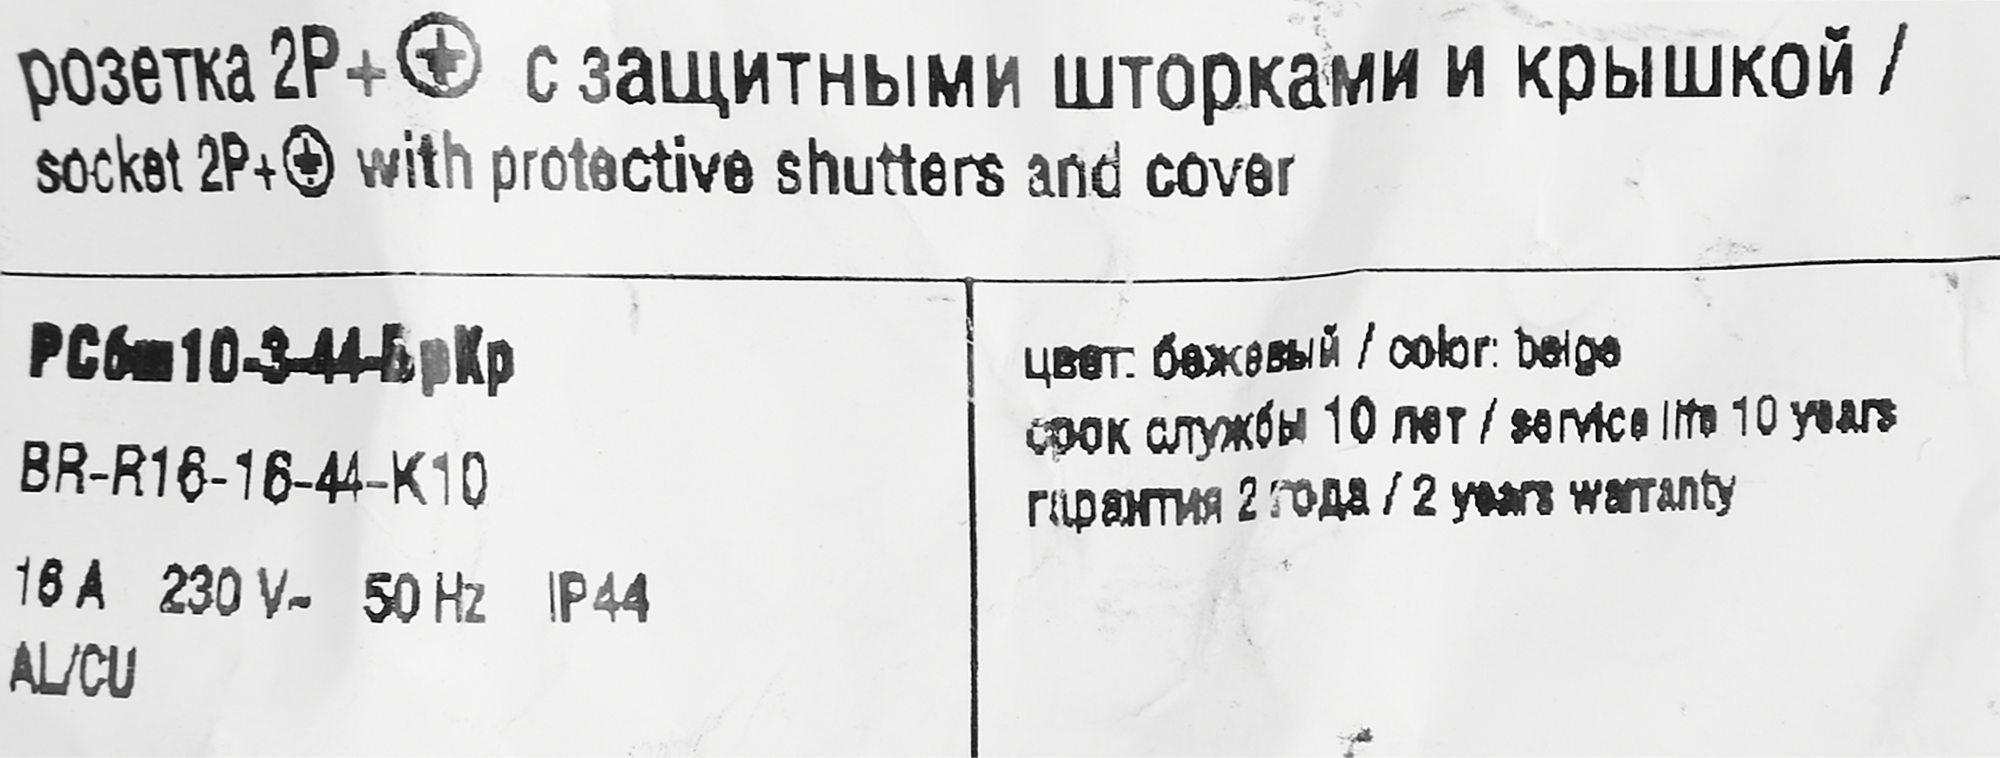 розетка 2P+⏚ с защитными шторками и крышкой /
socket 2P+⏚ with protective shutters and cover
РСбш10-3-44-БрКр
BR-R16-16-44-K10
16 A 230 V~ 50 Hz IP44
AL/CU
цвет: бежевый / color: beige
срок службы 10 лет / service life 10 years
гарантия 2 года / 2 years warranty